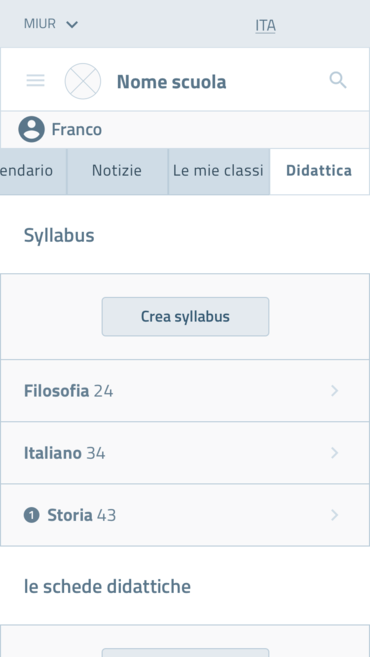 MIUR ITA
Nome scuola
Franco
endario Notizie Le mie classi Didattica
Syllabus
Crea syllabus
Filosofia 24
Italiano 34
1 Storia 43
le schede didattiche